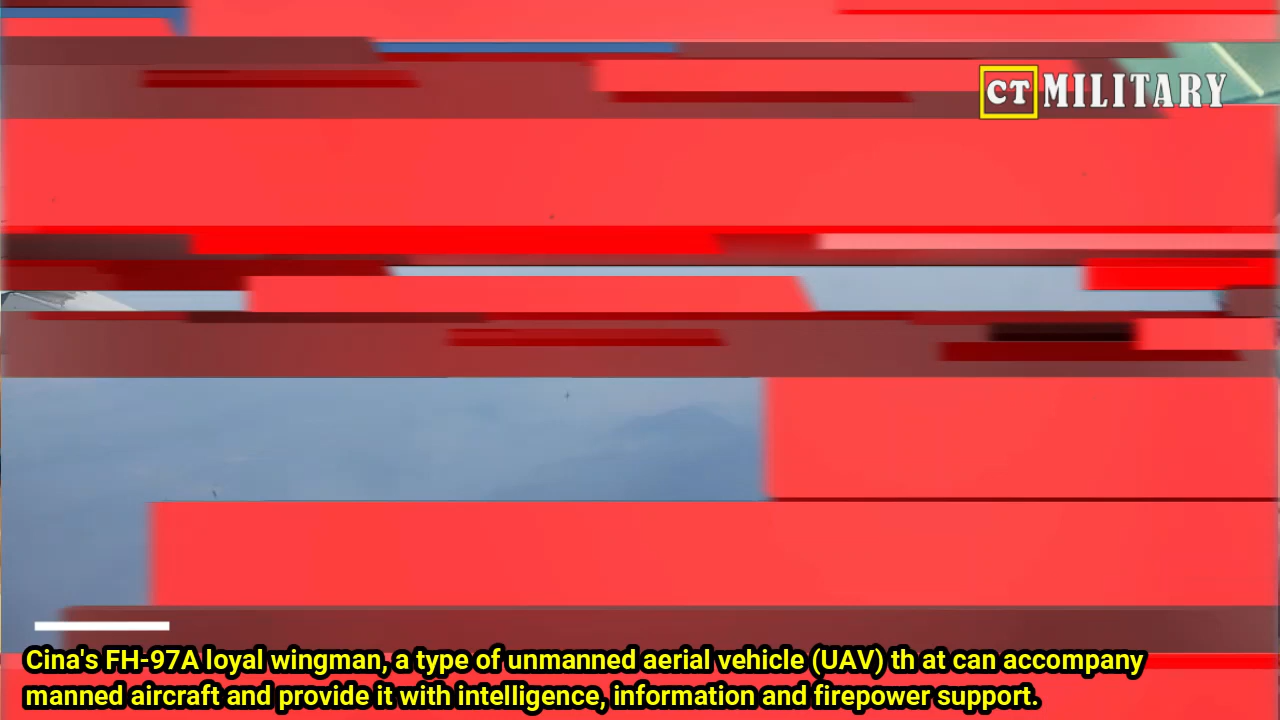 CT MILITARY
Cina's FH-97A loyal wingman, a type of unmanned aerial vehicle (UAV) th at can accompany
manned aircraft and provide it with intelligence, information and firepower support.